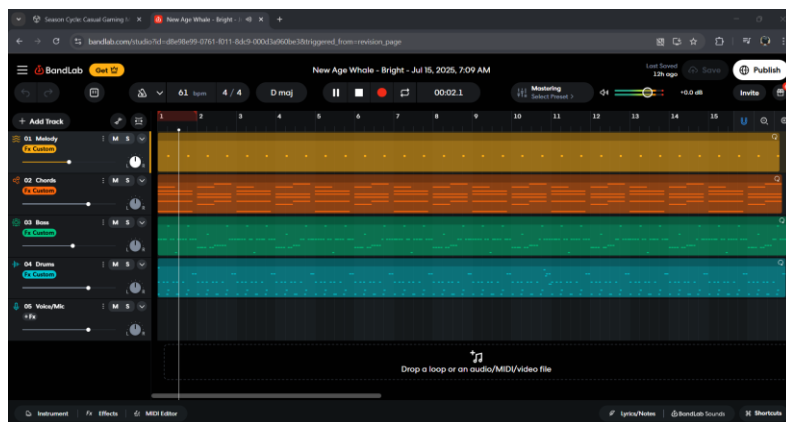 Season Cycle: Casual Gaming
New Age Whale - Bright -
bandlab.com/studio?id=d8e98e99-0761-f011-8dc9-000d3a960be3&triggered_from=revision_page
BandLab
Get
New Age Whale - Bright - Jul 15, 2025, 7:09 AM
Last Saved
12h ago
Save
Publish
61 bpm
4 / 4
D maj
00:02.1
Mastering
Select Preset >
+0.0 dB
Invite
+ Add Track
1 2 3 4 5 6 7 8 9 10 11 12 13 14 15
01 Melody
M S
Fx Custom
02 Chords
M S
Fx Custom
L R
03 Bass
M S
Fx Custom
L R
04 Drums
M S
Fx Custom
L R
05 Voice/Mic
M S
+Fx
L R
Drop a loop or an audio/MIDI/video file
Instrument
Fx Effects
MIDI Editor
Lyrics/Notes
BandLab Sounds
Shortcuts